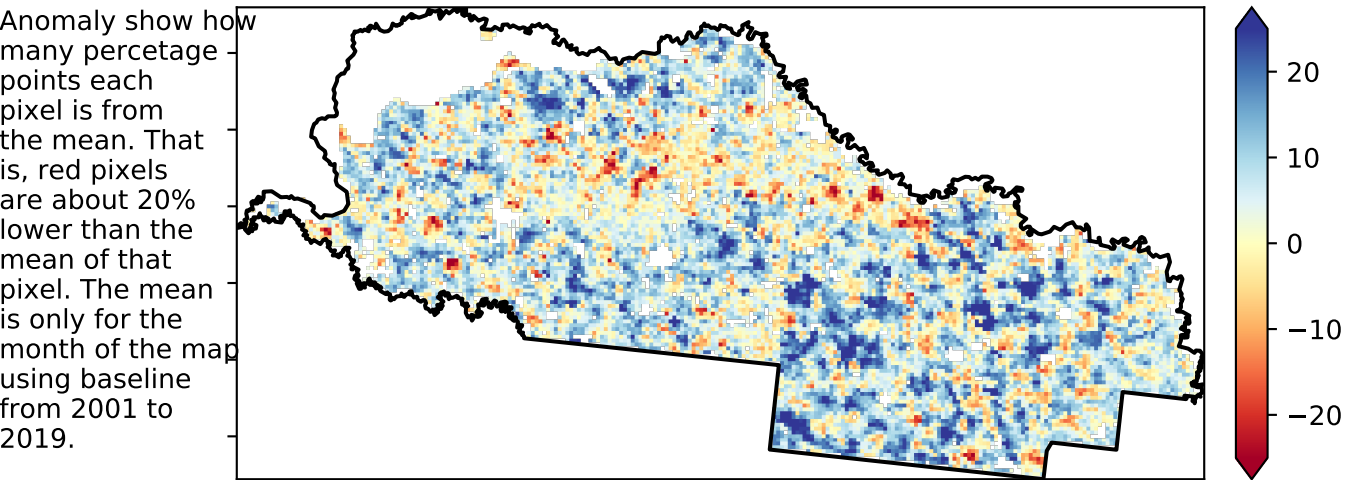 Anomaly show how
many percetage
points each
pixel is from
the mean. That
is, red pixels
are about 20%
lower than the
mean of that
pixel. The mean
is only for the
month of the map
using baseline
from 2001 to
2019.
20
10
0
−10
−20